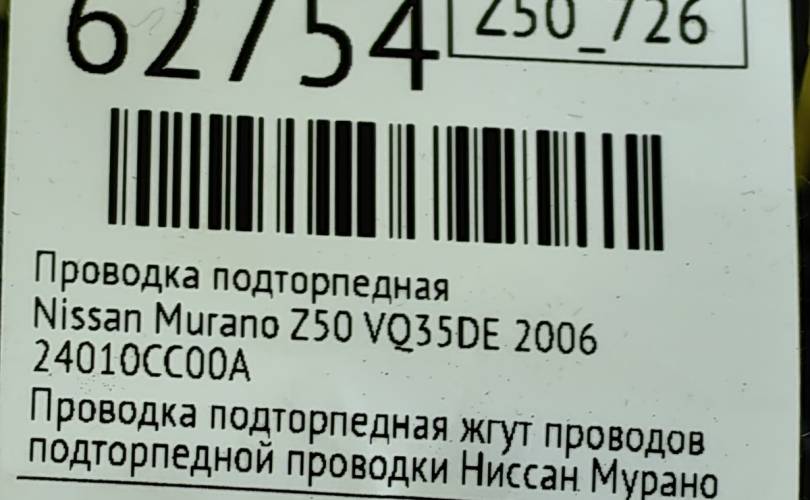 62754
Z50_726
Проводка подторпедная
Nissan Murano Z50 VQ35DE 2006
24010CC00A
Проводка подторпедная жгут проводов
подторпедной проводки Ниссан Мурано